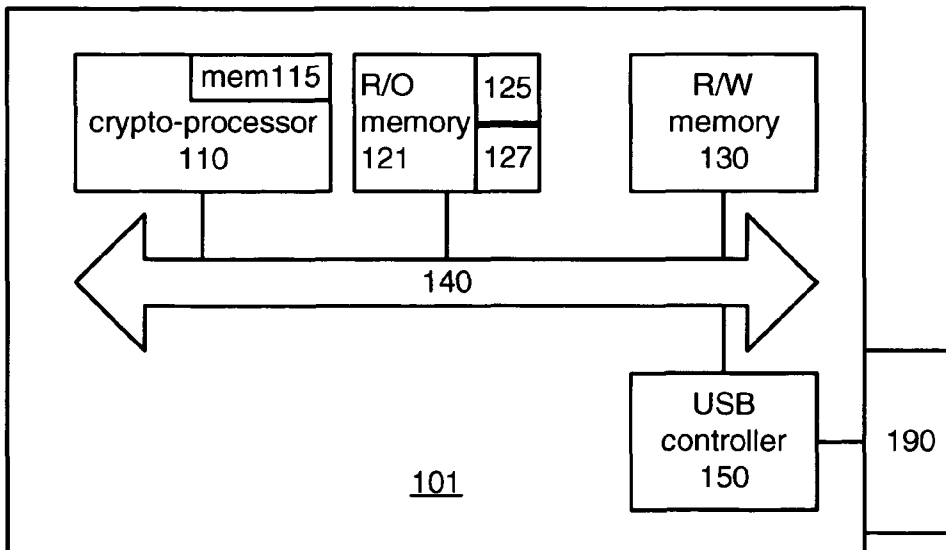 mem115
crypto-processor
110
R/O
memory
121
125
127
R/W
memory
130
140
USB
controller
150
190
101